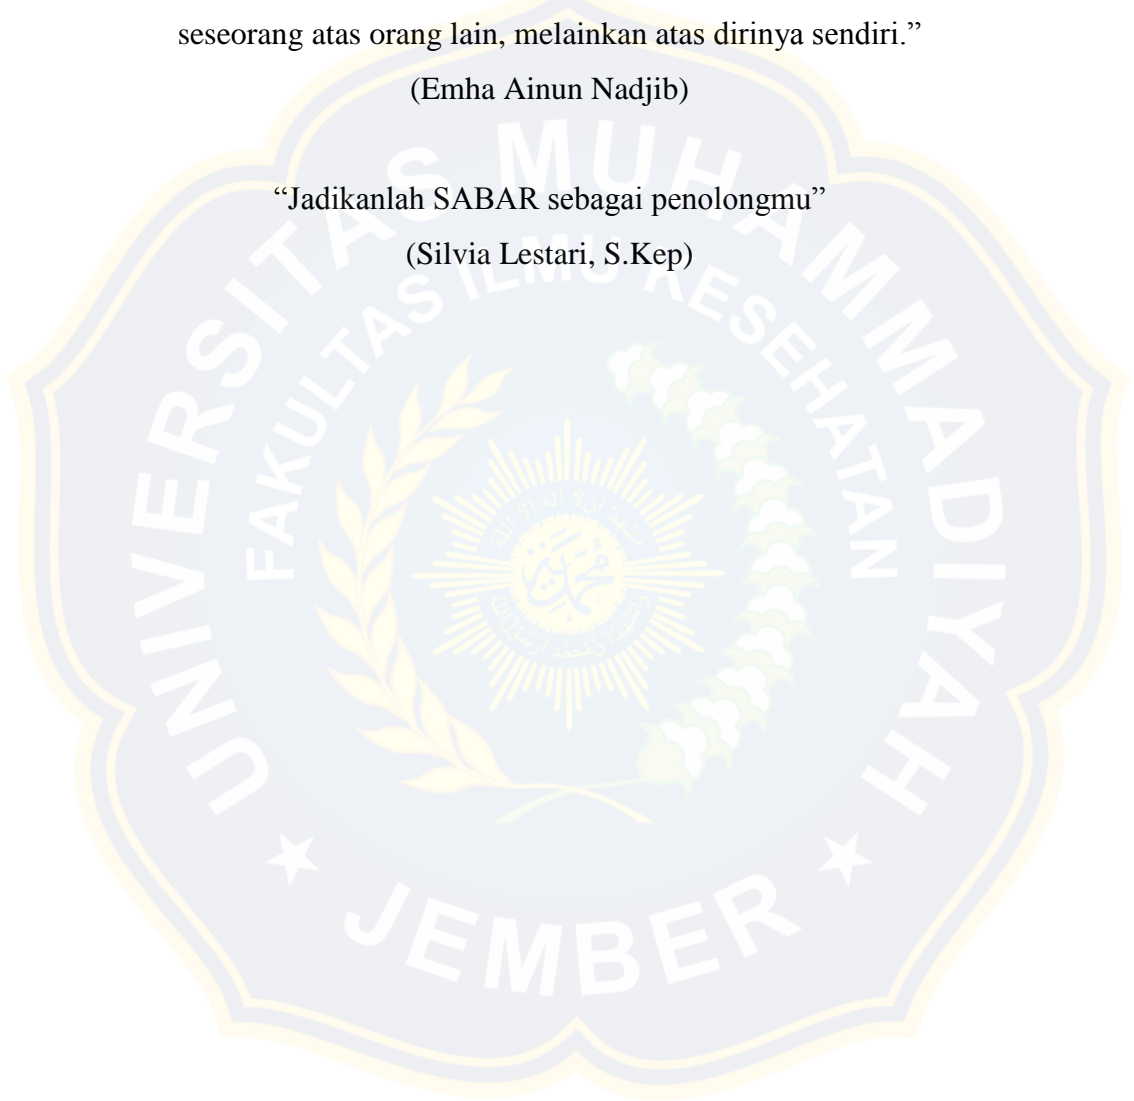 seseorang atas orang lain, melainkan atas dirinya sendiri.”
(Emha Ainun Nadjib)
“Jadikanlah SABAR sebagai penolongmu”
(Silvia Lestari, S.Kep)
UNIVERSITAS MUHAMMADIYAH
FAKULTAS ILMU KESEHATAN
JEMBER